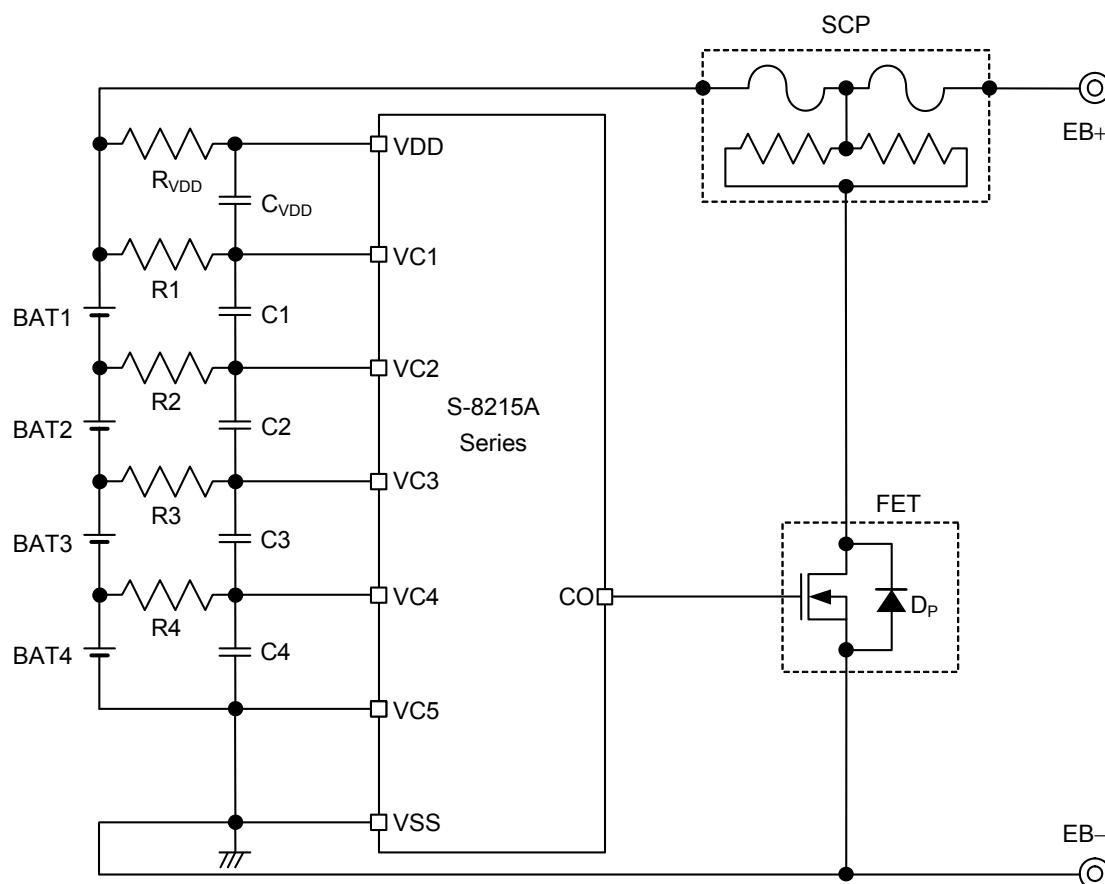 SCP
EB+
VDD
RVDD
CVDD
VC1
R1
C1
BAT1
VC2
R2
C2
BAT2
S-8215A
Series
VC3
R3
C3
BAT3
FET
VC4
R4
CO
DP
C4
BAT4
VC5
VSS
EB−